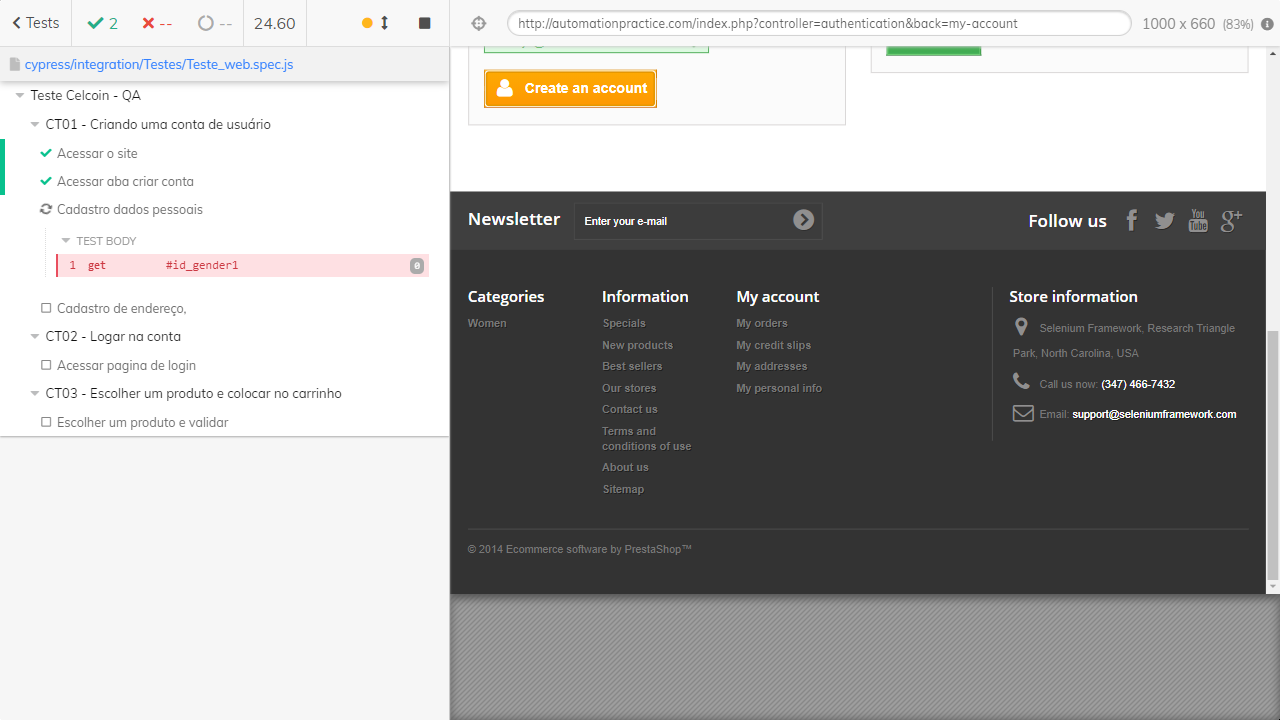 Tests
2
--
--
24.60
http://automationpractice.com/index.php?controller=authentication&back=my-account
1000 x 660 (83%)
cypress/integration/Testes/Teste_web.spec.js
Teste Celcoin - QA
CT01 - Criando uma conta de usuário
Acessar o site
Acessar aba criar conta
Cadastro dados pessoais
TEST BODY
1 get #id_gender1 0
Cadastro de endereço,
CT02 - Logar na conta
Acessar pagina de login
CT03 - Escolher um produto e colocar no carrinho
Escolher um produto e validar
Create an account
Newsletter
Enter your e-mail
Follow us
You
Tube
g+
Categories
Women
Information
Specials
New products
Best sellers
Our stores
Contact us
Terms and
conditions of use
About us
Sitemap
My account
My orders
My credit slips
My addresses
My personal info
Store information
Selenium Framework, Research Triangle
Park, North Carolina, USA
Call us now: (347) 466-7432
Email: support@seleniumframework.com
© 2014 Ecommerce software by PrestaShop™